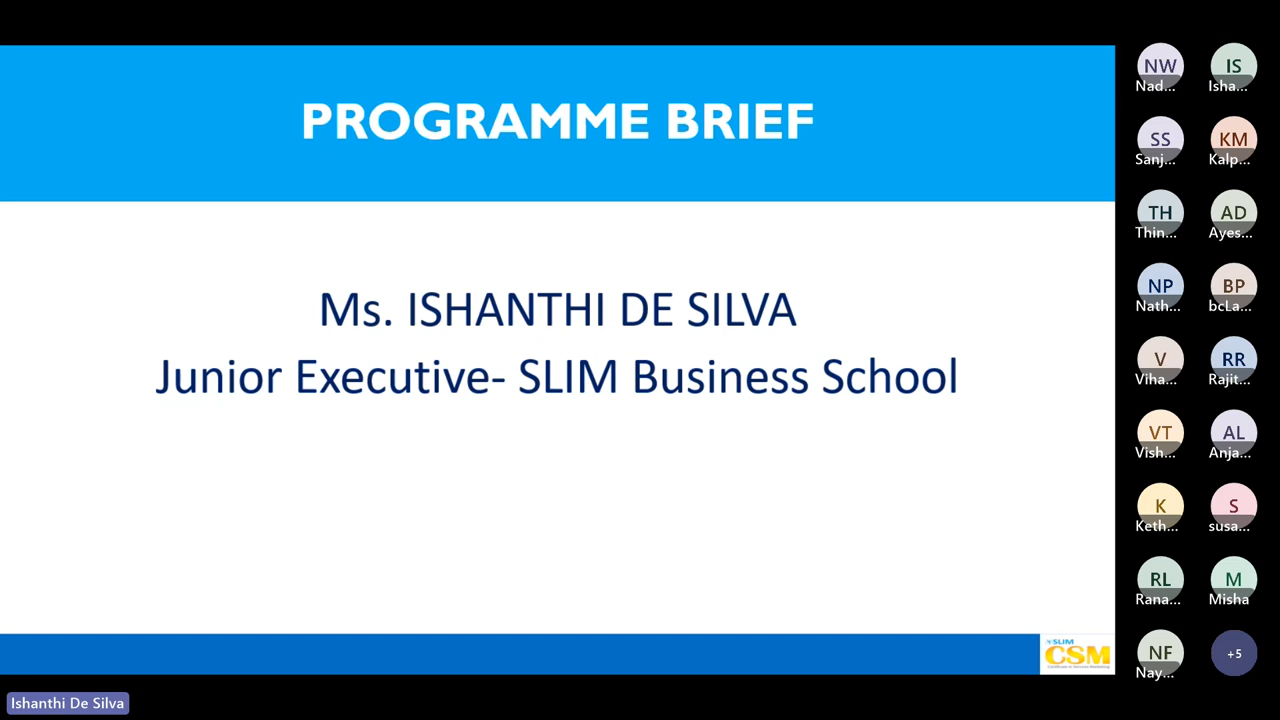 PROGRAMME BRIEF
Ms. ISHANTHI DE SILVA
Junior Executive- SLIM Business School
SLIM
CSM
Ishanthi De Silva
NW
Nad...
IS
Isha...
SS
Sanj...
KM
Kalp...
TH
Thin...
AD
Ayes...
NP
Nath...
BP
bcLa...
V
Viha...
RR
Rajit...
VT
Vish...
AL
Anja...
K
Keth...
S
susa...
RL
Rana...
M
Misha
NF
Nay...
+5